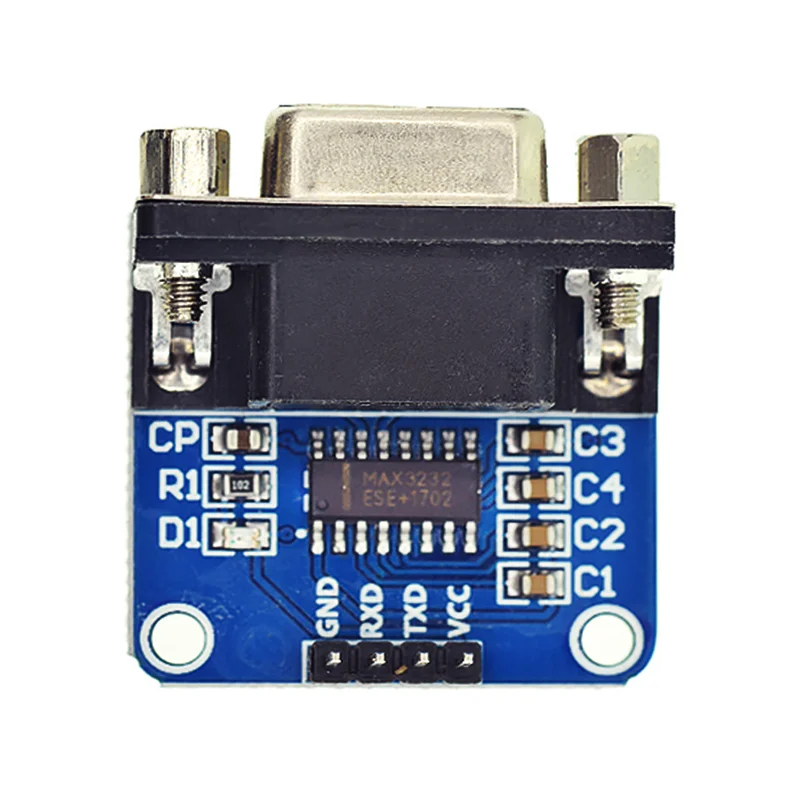 CP
R1
102
D1
MAX3232
ESE+1702
C3
C4
C2
C1
GND
RXD
TXD
VCC